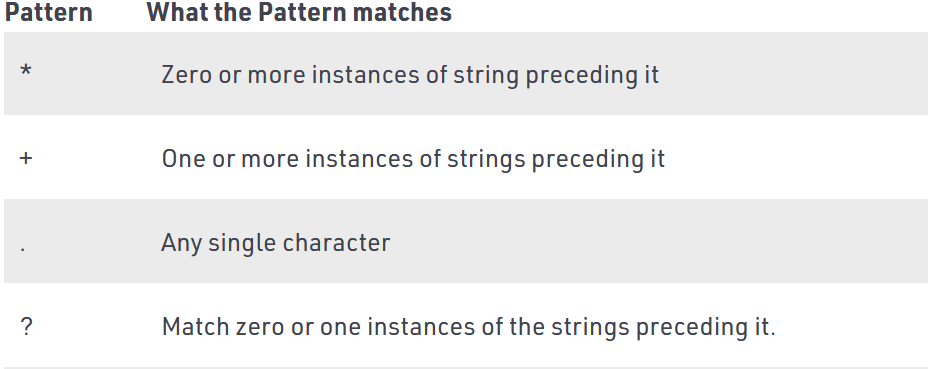 Pattern What the Pattern matches
* Zero or more instances of string preceding it
+ One or more instances of strings preceding it
. Any single character
? Match zero or one instances of the strings preceding it.